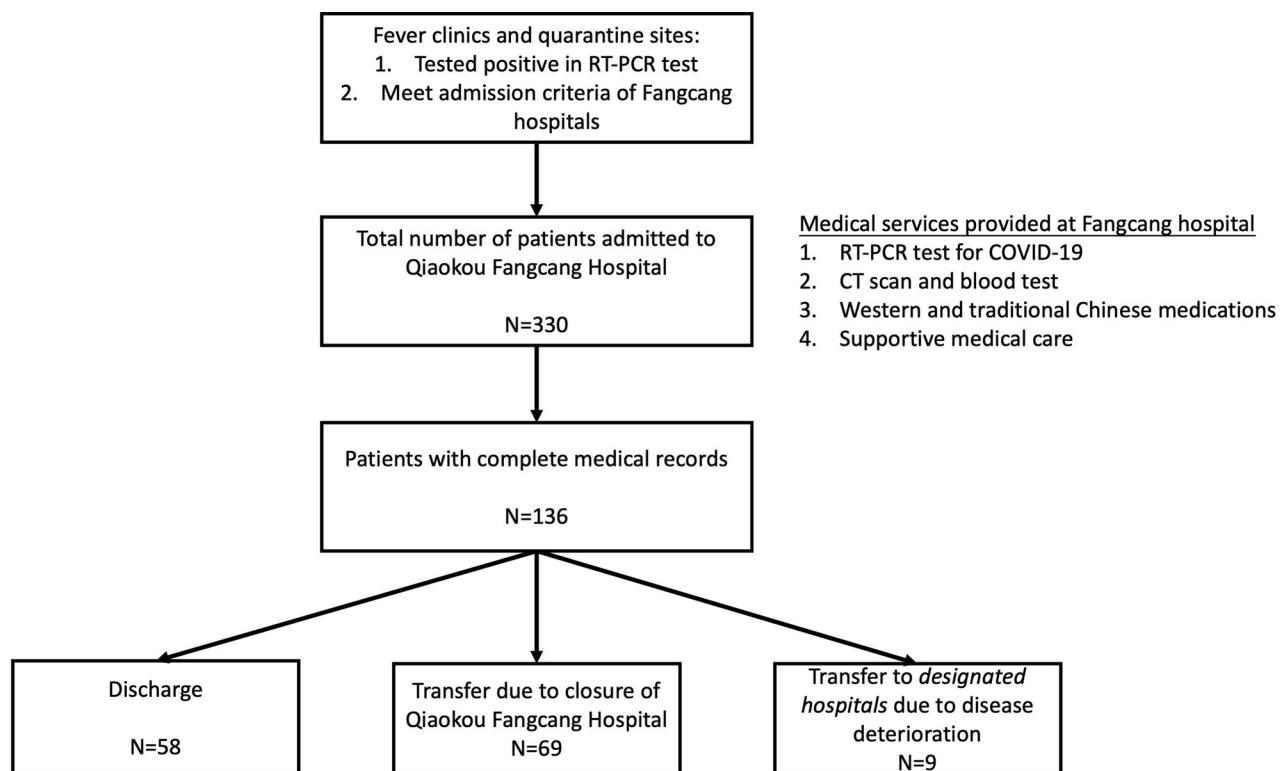 Fever clinics and quarantine sites:
1. Tested positive in RT-PCR test
2. Meet admission criteria of Fangcang
hospitals
Total number of patients admitted to
Qiaokou Fangcang Hospital
N=330
Medical services provided at Fangcang hospital
1. RT-PCR test for COVID-19
2. CT scan and blood test
3. Western and traditional Chinese medications
4. Supportive medical care
Patients with complete medical records
N=136
Discharge
N=58
Transfer due to closure of
Qiaokou Fangcang Hospital
N=69
Transfer to designated
hospitals due to disease
deterioration
N=9